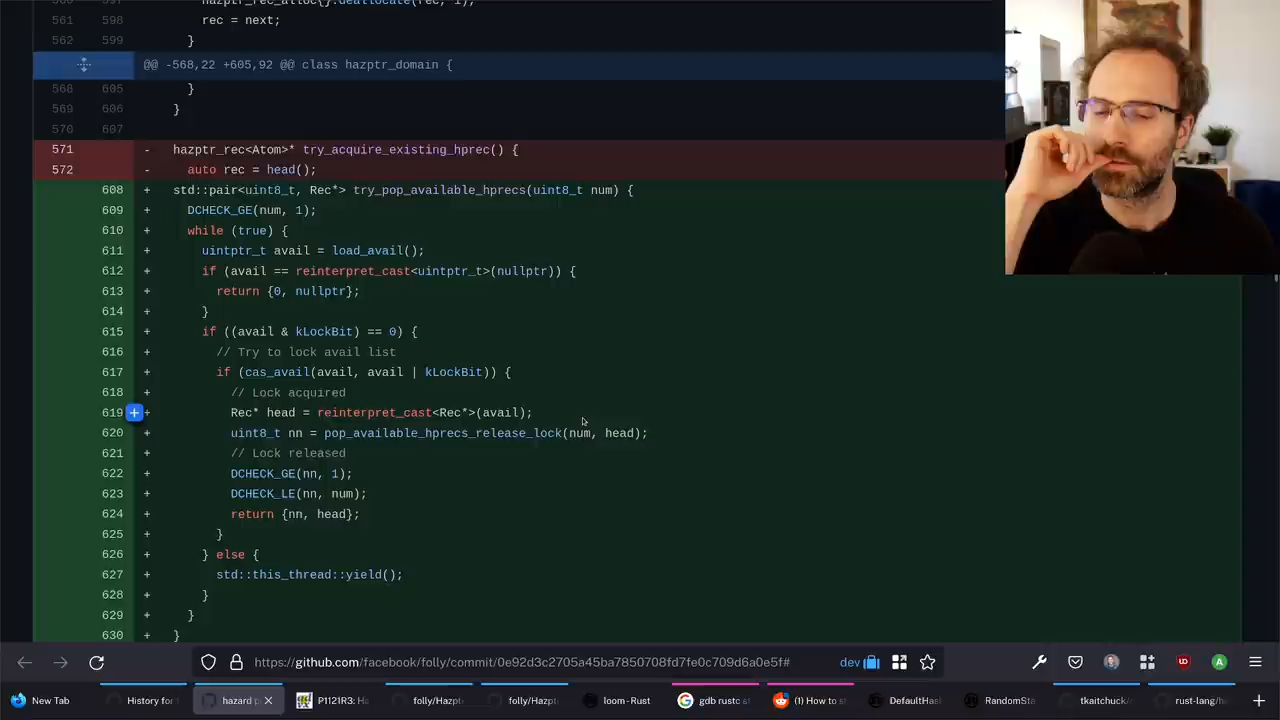 561 598 rec = next;
562 599 }
@@ -568,22 +605,92 @@ class hazptr_domain {
568 605 }
569 606 }
570 607
571 - hazptr_rec<Atom>* try_acquire_existing_hprec() {
572 - auto rec = head();
608 + std::pair<uint8_t, Rec*> try_pop_available_hprecs(uint8_t num) {
609 + DCHECK_GE(num, 1);
610 + while (true) {
611 + uintptr_t avail = load_avail();
612 + if (avail == reinterpret_cast<uintptr_t>(nullptr)) {
613 + return {0, nullptr};
614 + }
615 + if ((avail & kLockBit) == 0) {
616 + // Try to lock avail list
617 + if (cas_avail(avail, avail | kLockBit)) {
618 + // Lock acquired
619 + Rec* head = reinterpret_cast<Rec*>(avail);
620 + uint8_t nn = pop_available_hprecs_release_lock(num, head);
621 + // Lock released
622 + DCHECK_GE(nn, 1);
623 + DCHECK_LE(nn, num);
624 + return {nn, head};
625 + }
626 + } else {
627 + std::this_thread::yield();
628 + }
629 + }
630 + }
https://github.com/facebook/folly/commit/0e92d3c2705a45ba7850708fd7fe0c709d6a0e5f# dev
New Tab History for hazard p P1121R3: Ha folly/Hazpt folly/Hazpt loom - Rust gdb rustc st (1) How to s DefaultHas RandomSta tkaitchuck/ rust-lang/h